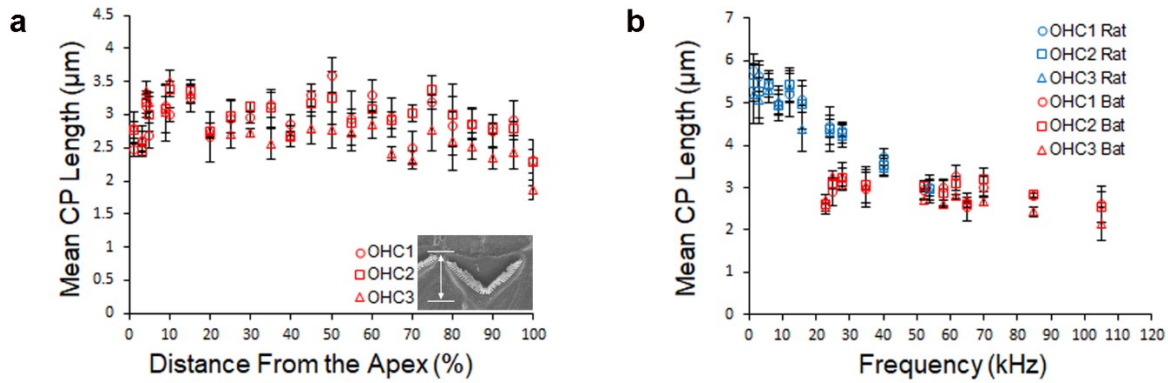 a
Mean CP Length (µm)
4.5
4
3.5
3
2.5
2
1.5
1
0.5
0
0 10 20 30 40 50 60 70 80 90 100
Distance From the Apex (%)
OHC1
OHC2
OHC3
b
Mean CP Length (µm)
7
6
5
4
3
2
1
0
0 10 20 30 40 50 60 70 80 90 100 110 120
Frequency (kHz)
OHC1 Rat
OHC2 Rat
OHC3 Rat
OHC1 Bat
OHC2 Bat
OHC3 Bat